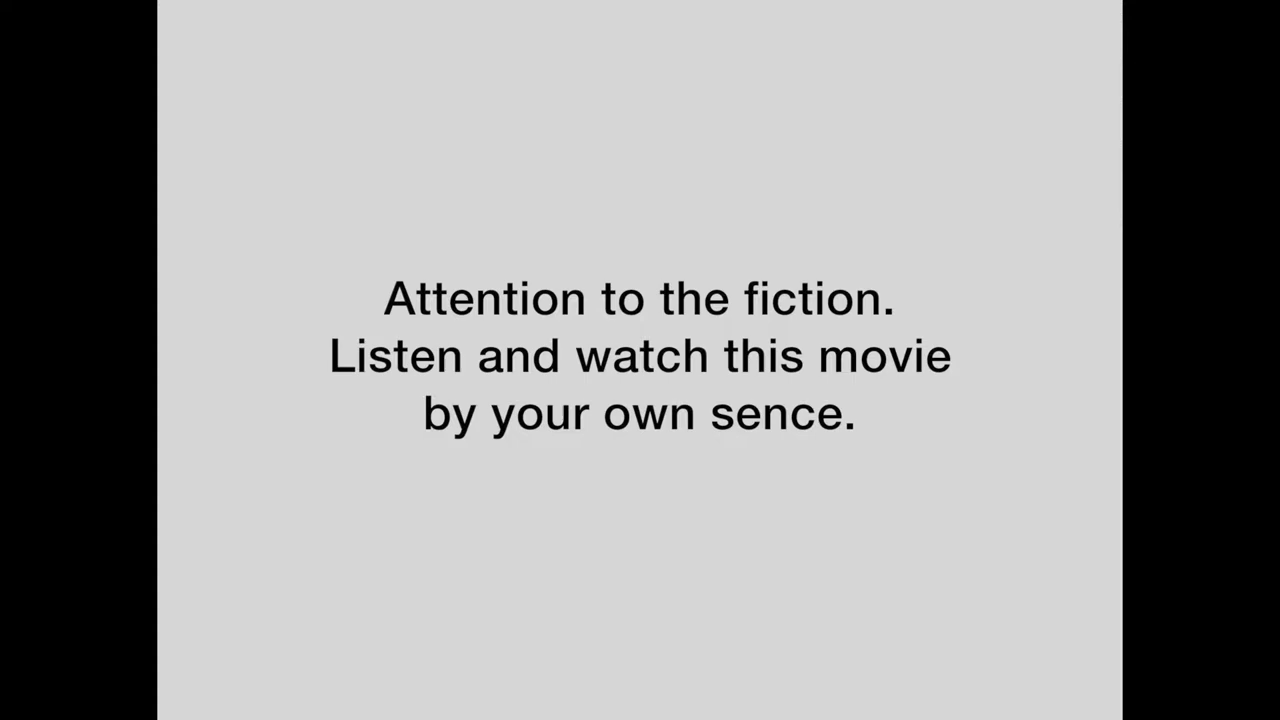 Attention to the fiction.
Listen and watch this movie
by your own sence.